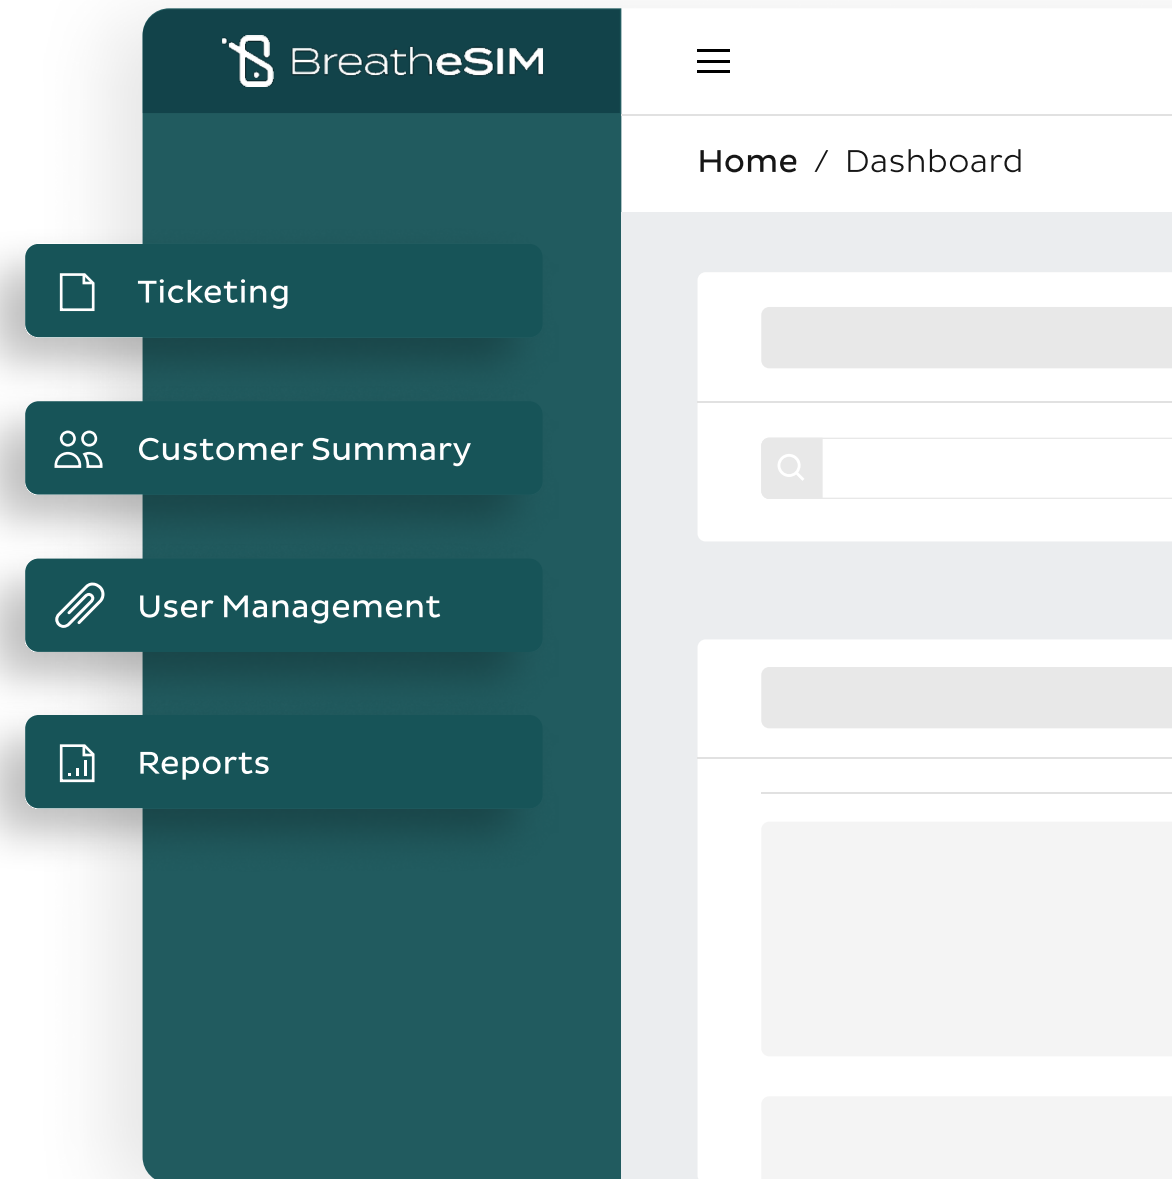 BreatheSIM
Home / Dashboard
Ticketing
Customer Summary
User Management
Reports